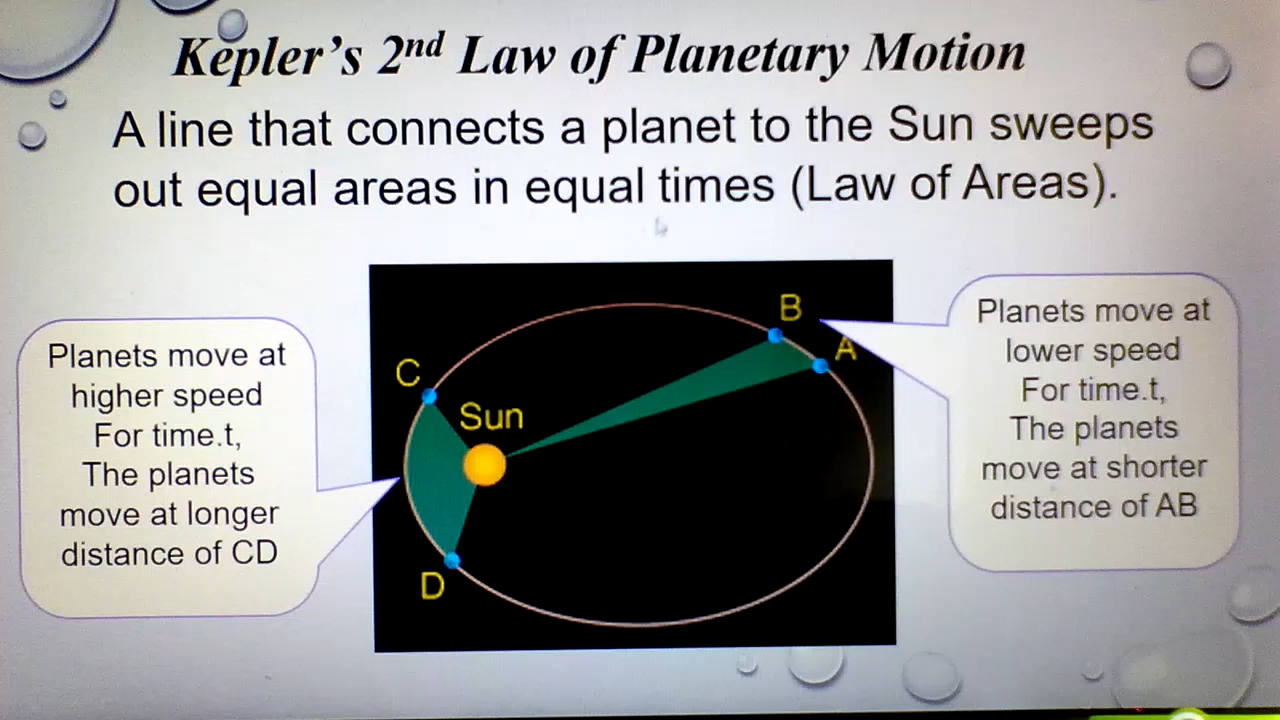 Kepler's 2nd Law of Planetary Motion
A line that connects a planet to the Sun sweeps
out equal areas in equal times (Law of Areas).
Planets move at
higher speed
For time.t,
The planets
move at longer
distance of CD
B
A
C
Sun
D
Planets move at
lower speed
For time.t,
The planets
move at shorter
distance of AB